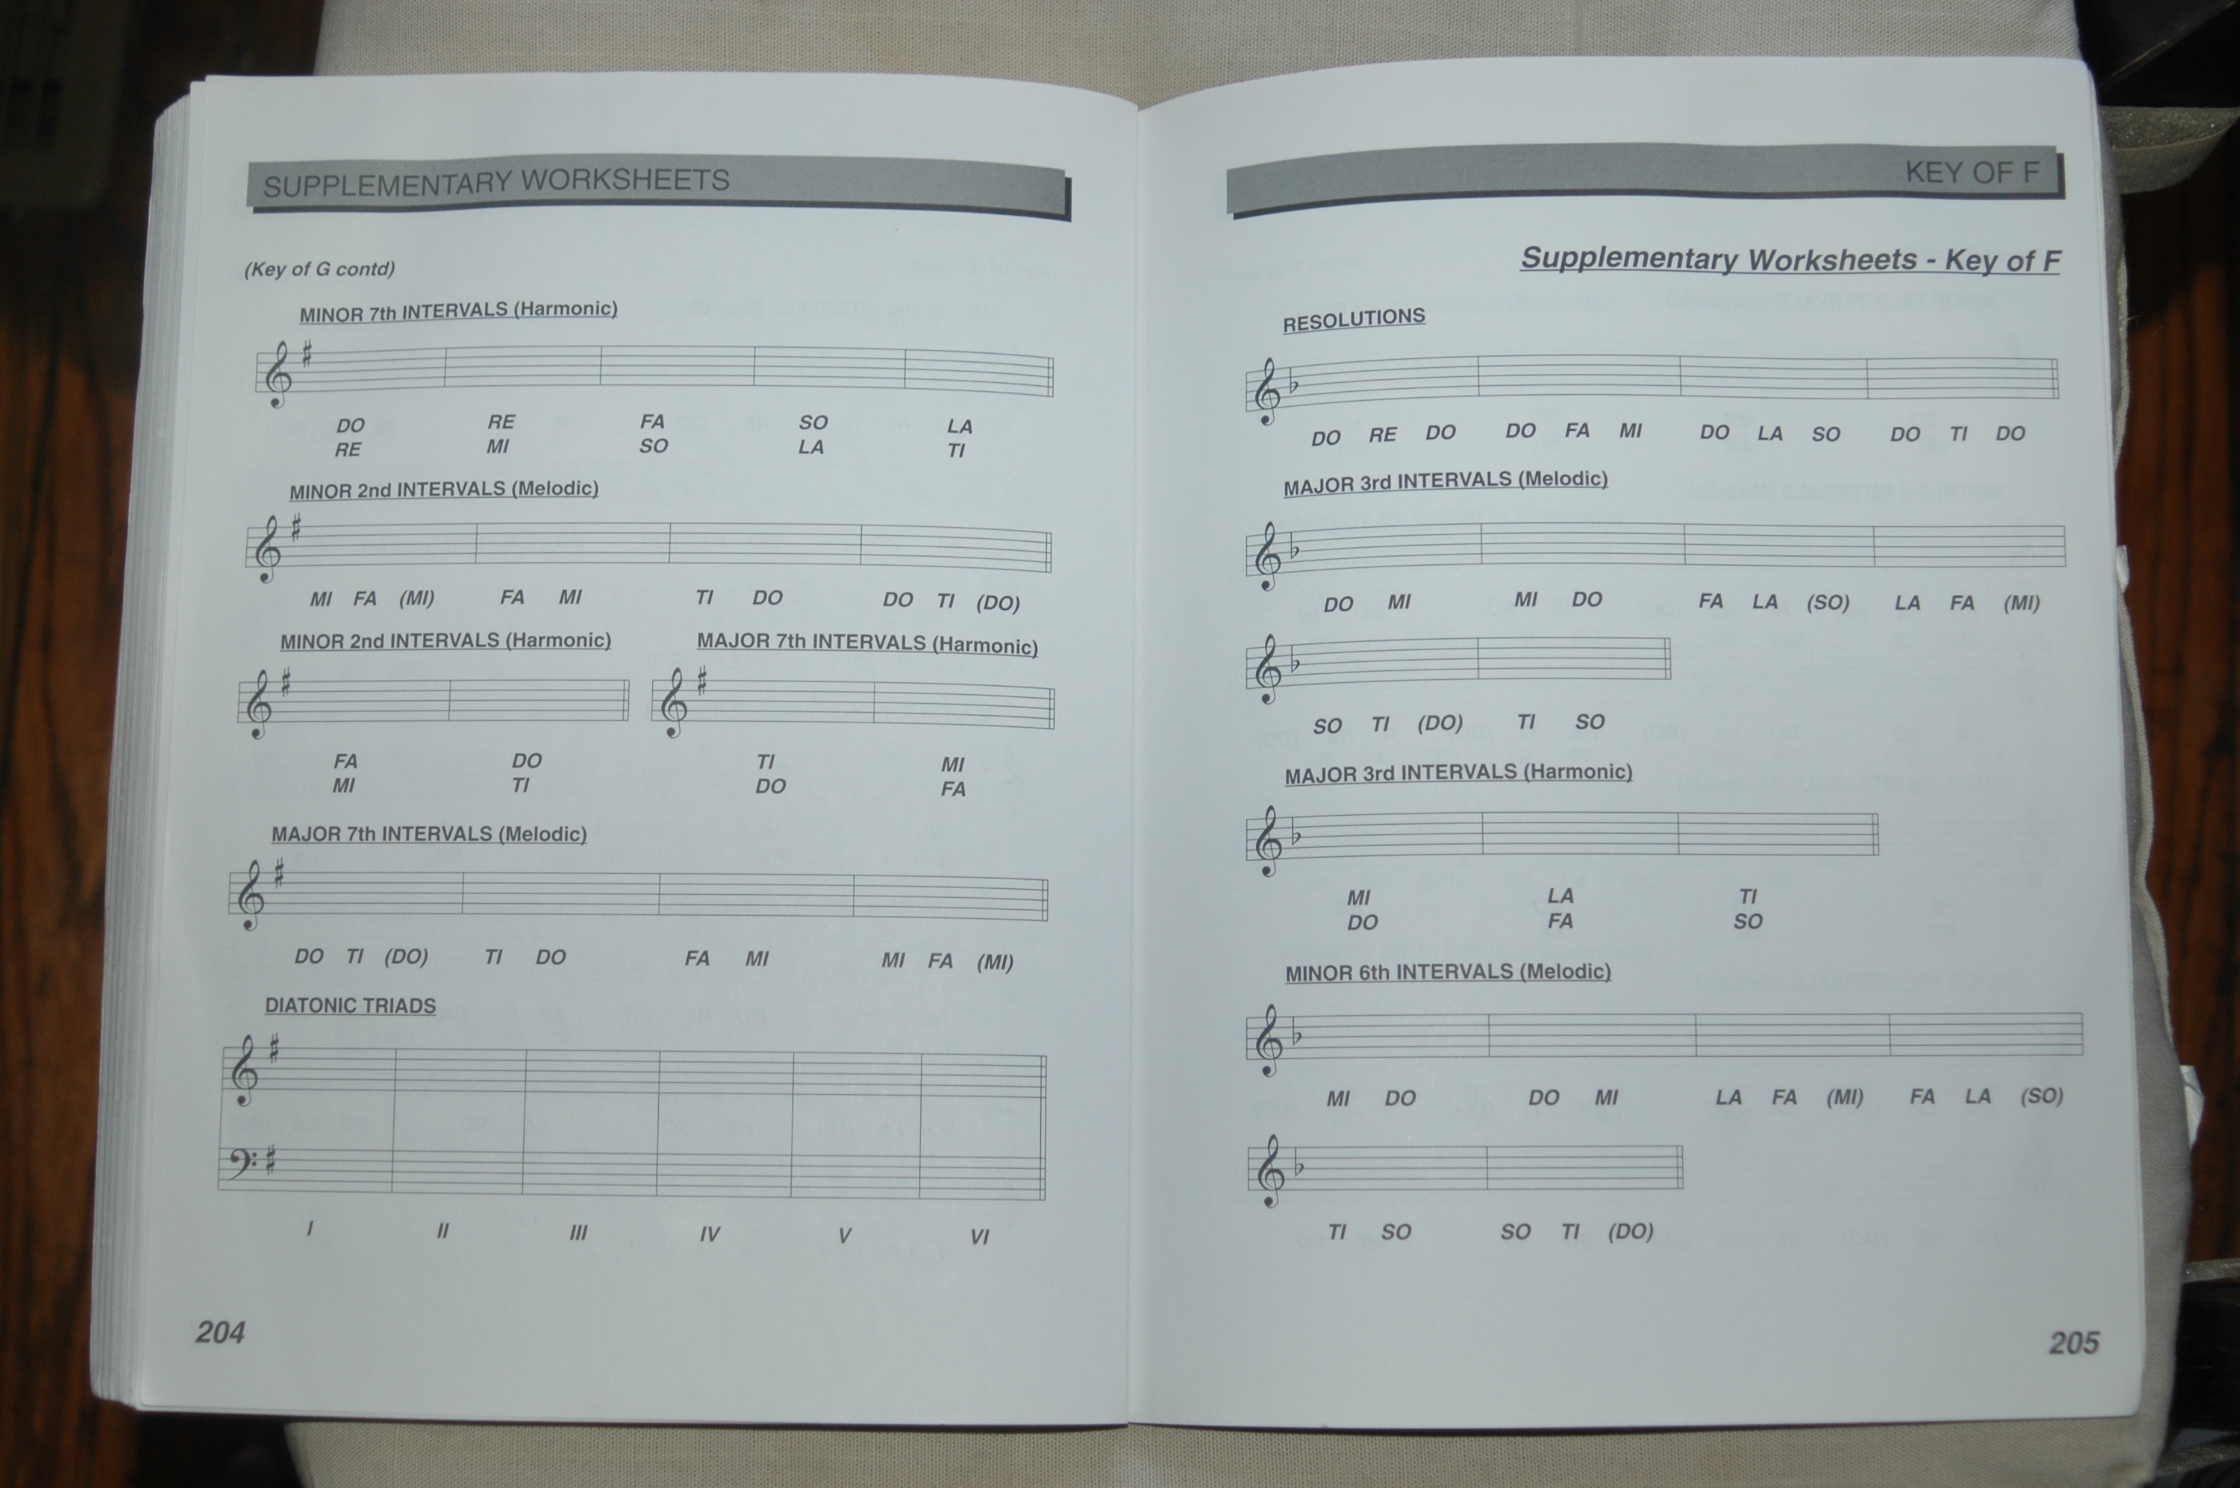 SUPPLEMENTARY WORKSHEETS
(Key of G contd)
MINOR 7th INTERVALS (Harmonic)
DO RE FA SO LA
RE MI SO LA TI
MINOR 2nd INTERVALS (Melodic)
MI FA (MI) FA MI TI DO DO TI (DO)
MINOR 2nd INTERVALS (Harmonic) MAJOR 7th INTERVALS (Harmonic)
FA DO TI MI
MI TI DO FA
MAJOR 7th INTERVALS (Melodic)
DO TI (DO) TI DO FA MI MI FA (MI)
DIATONIC TRIADS
I II III IV V VI
204
KEY OF F
Supplementary Worksheets - Key of F
RESOLUTIONS
DO RE DO DO FA MI DO LA SO DO TI DO
MAJOR 3rd INTERVALS (Melodic)
DO MI MI DO FA LA (SO) LA FA (MI)
SO TI (DO) TI SO
MAJOR 3rd INTERVALS (Harmonic)
MI LA TI
DO FA SO
MINOR 6th INTERVALS (Melodic)
MI DO DO MI LA FA (MI) FA LA (SO)
TI SO SO TI (DO)
205